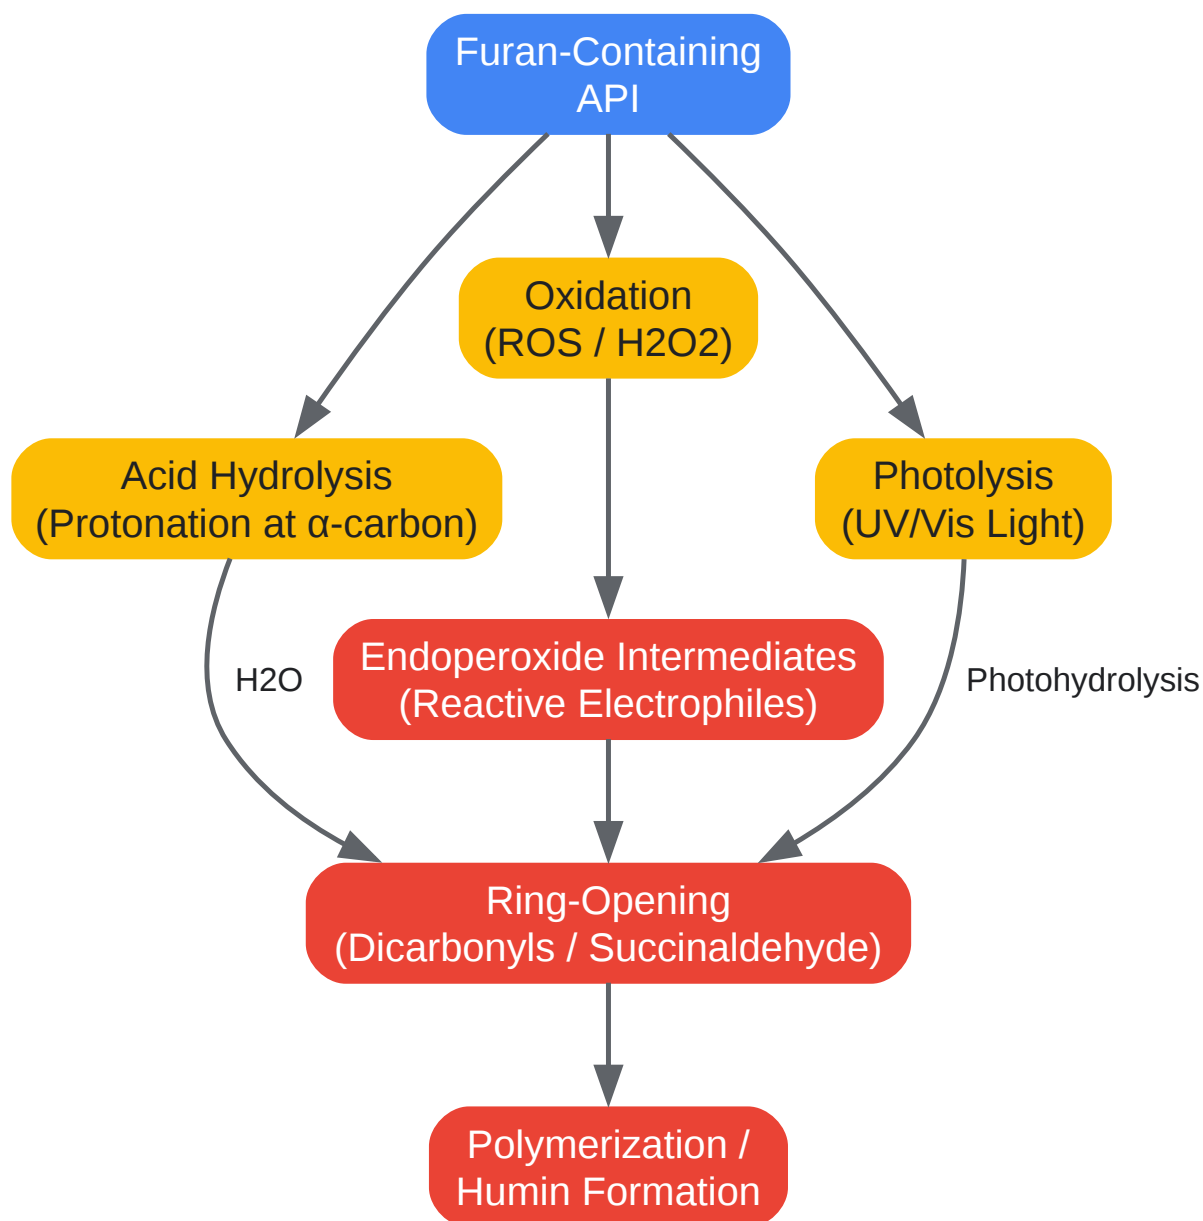 Furan-Containing
API
Oxidation
(ROS / H2O2)
Acid Hydrolysis
(Protonation at α-carbon)
Photolysis
(UV/Vis Light)
Endoperoxide Intermediates
(Reactive Electrophiles)
H2O
Photohydrolysis
Ring-Opening
(Dicarbonyls / Succinaldehyde)
Polymerization /
Humin Formation